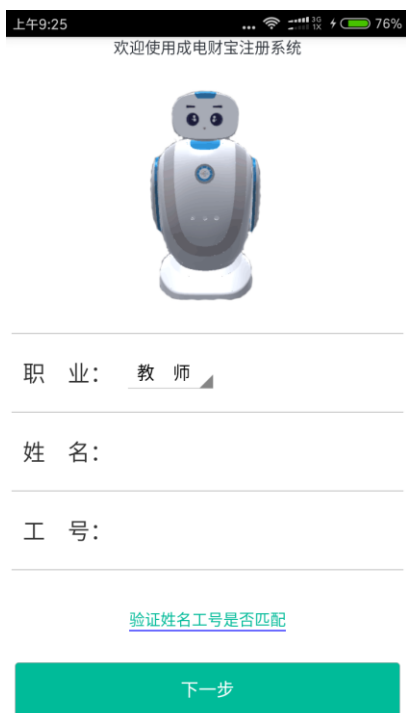 上午9:25 ... 3G 1X 76%
欢迎使用成电财宝注册系统
职 业： 教 师
姓 名：
工 号：
验证姓名工号是否匹配
下一步